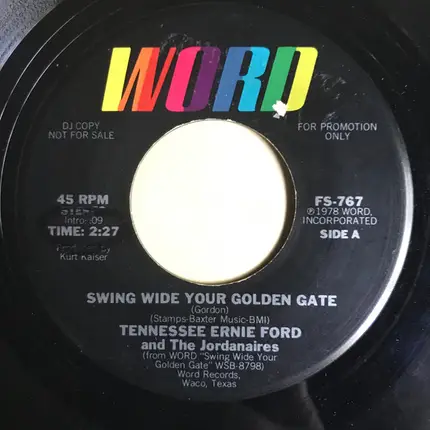 WORD
DJ COPY
NOT FOR SALE
FOR PROMOTION
ONLY
45 RPM
Intro: :09
TIME: 2:27
Kurt Kaiser
FS-767
℗1978 WORD,
INCORPORATED
SIDE A
SWING WIDE YOUR GOLDEN GATE
(Gordon)
(Stamps-Baxter Music-BMI)
TENNESSEE ERNIE FORD
and The Jordanaires
(from WORD "Swing Wide Your
Golden Gate" WSB-8798)
Word Records,
Waco, Texas